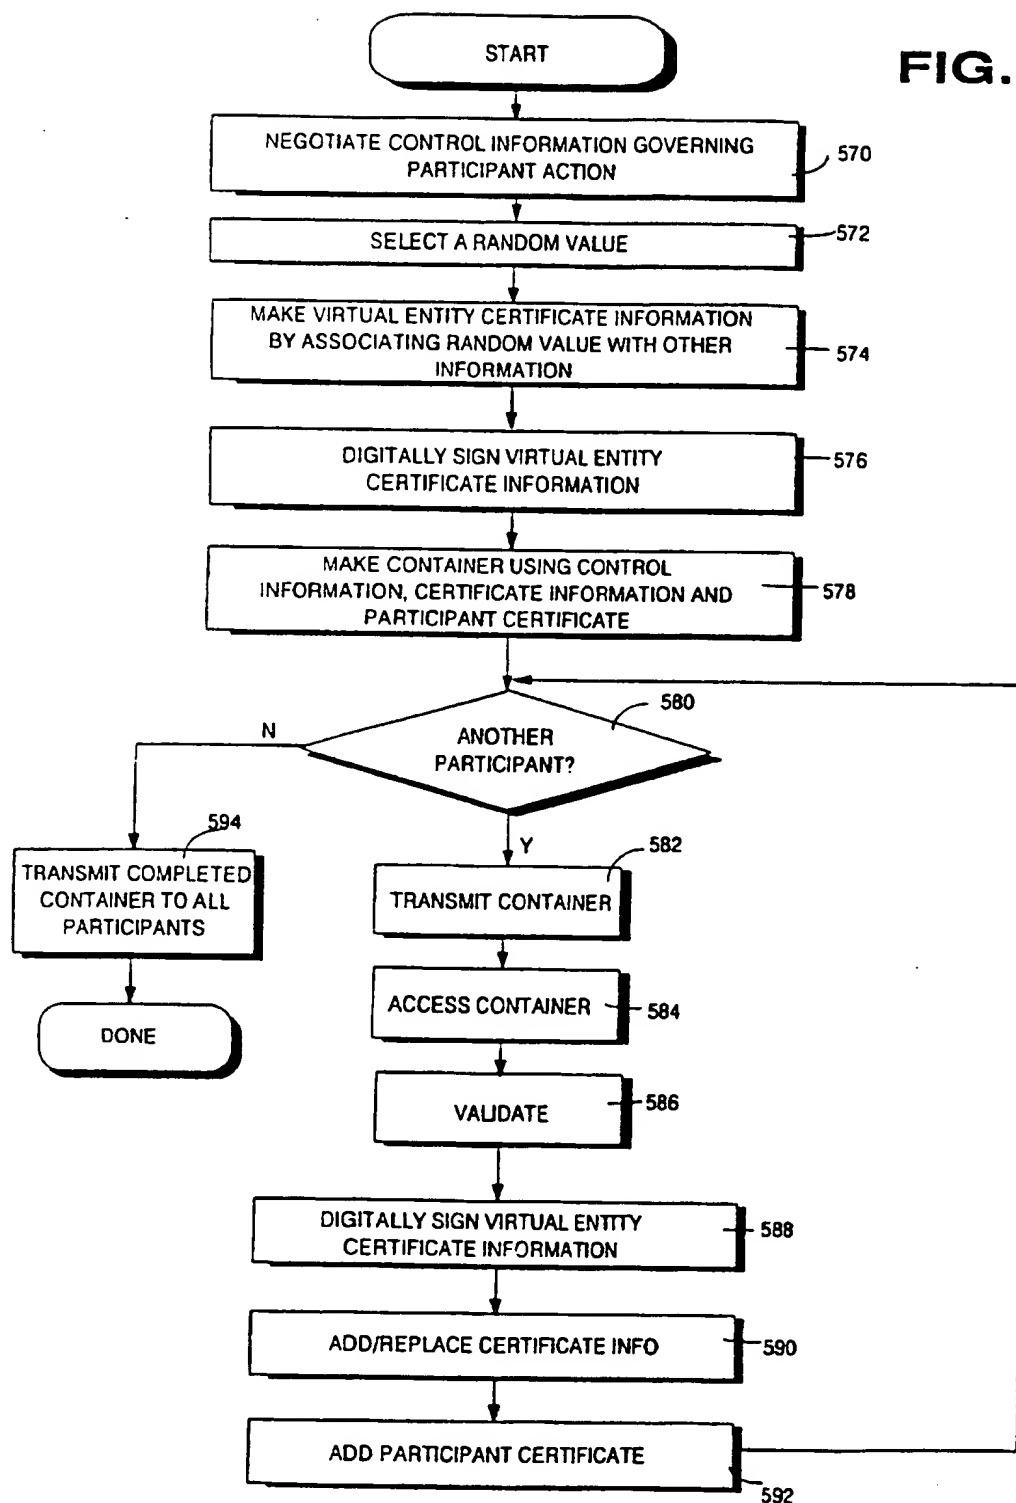 START
FIG.
NEGOTIATE CONTROL INFORMATION GOVERNING
PARTICIPANT ACTION
570
SELECT A RANDOM VALUE
572
MAKE VIRTUAL ENTITY CERTIFICATE INFORMATION
BY ASSOCIATING RANDOM VALUE WITH OTHER
INFORMATION
574
DIGITALLY SIGN VIRTUAL ENTITY
CERTIFICATE INFORMATION
576
MAKE CONTAINER USING CONTROL
INFORMATION, CERTIFICATE INFORMATION AND
PARTICIPANT CERTIFICATE
578
580
ANOTHER
PARTICIPANT?
N
Y
594
TRANSMIT COMPLETED
CONTAINER TO ALL
PARTICIPANTS
DONE
582
TRANSMIT CONTAINER
ACCESS CONTAINER
584
VALIDATE
586
DIGITALLY SIGN VIRTUAL ENTITY
CERTIFICATE INFORMATION
588
ADD/REPLACE CERTIFICATE INFO
590
ADD PARTICIPANT CERTIFICATE
592